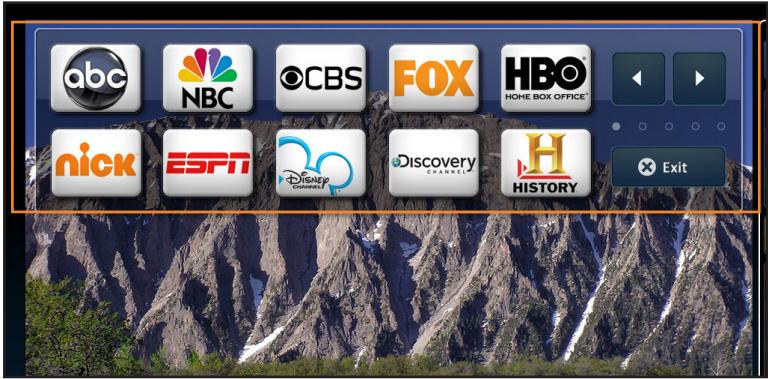 abc
NBC
CBS
FOX
HBO
HOME BOX OFFICE
nick
ESPN
Disney
CHANNEL
Discovery
CHANNEL
H
HISTORY
Exit